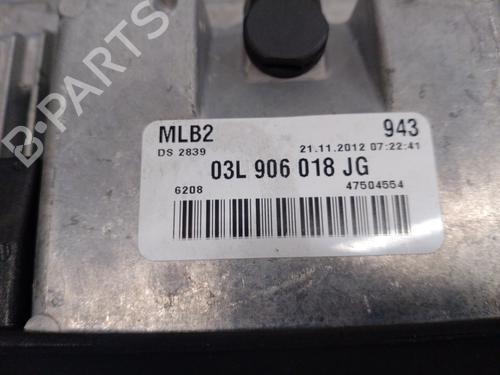 B-PARTS
MLB2 943
DS 2839 21.11.2012 07:22:41
03L 906 018 JG
6208 47504554